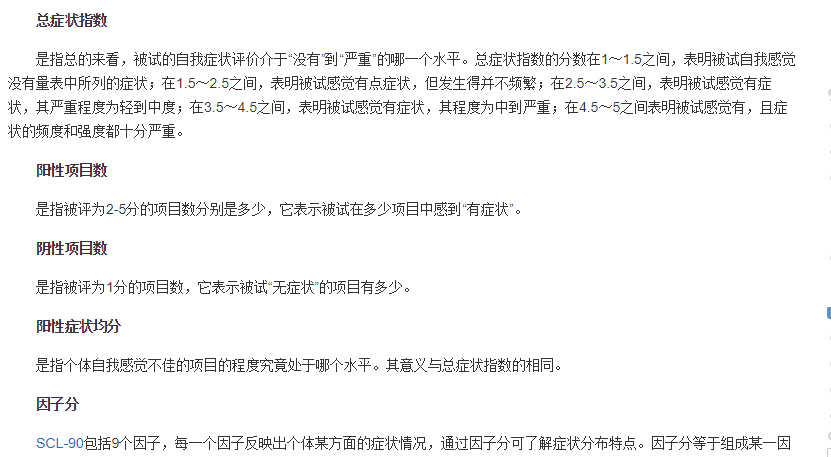 总症状指数
是指总的来看，被试的自我症状评价介于“没有”到“严重”的哪一个水平。总症状指数的分数在1～1.5之间，表明被试自我感觉
没有量表中所列的症状；在1.5～2.5之间，表明被试感觉有点症状，但发生得并不频繁；在2.5～3.5之间，表明被试感觉有症
状，其严重程度为轻到中度；在3.5～4.5之间，表明被试感觉有症状，其程度为中到严重；在4.5～5之间表明被试感觉有，且症
状的频度和强度都十分严重。
阳性项目数
是指被评为2-5分的项目数分别是多少，它表示被试在多少项目中感到“有症状”。
阴性项目数
是指被评为1分的项目数，它表示被试“无症状”的项目有多少。
阳性症状均分
是指个体自我感觉不佳的项目的程度究竟处于哪个水平。其意义与总症状指数的相同。
因子分
SCL-90包括9个因子，每一个因子反映出个体某方面的症状情况，通过因子分可了解症状分布特点。因子分等于组成某一因